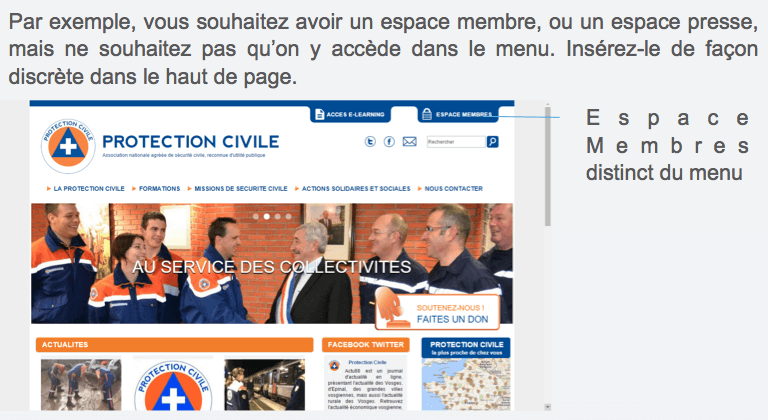 Par exemple, vous souhaitez avoir un espace membre, ou un espace presse,
mais ne souhaitez pas qu'on y accède dans le menu. Insérez-le de façon
discrète dans le haut de page.
ACCES E-LEARNING
ESPACE MEMBRES
Espace
Membres
distinct du menu
PROTECTION CIVILE
PROTECTION CIVILE
Association nationale agréée de sécurité civile, reconnue d'utilité publique
Rechercher
LA PROTECTION CIVILE
FORMATIONS
MISSIONS DE SECURITE CIVILE
ACTIONS SOLIDAIRES ET SOCIALES
NOUS CONTACTER
AU SERVICE DES COLLECTIVITES
SOUTENEZ-NOUS !
FAITES UN DON
ACTUALITES
FACEBOOK TWITTER
PROTECTION CIVILE
la plus proche de chez vous
PROTECTION CIVILE
Protection Civile
Actu88 est un journal
d'actualité en ligne,
présentant l'actualité des Vosges,
d'Epinal, des grandes villes
vosgiennes, mais aussi l'actualité
rurale des Vosges Retrouvez
l'actualité économique vosgienne,